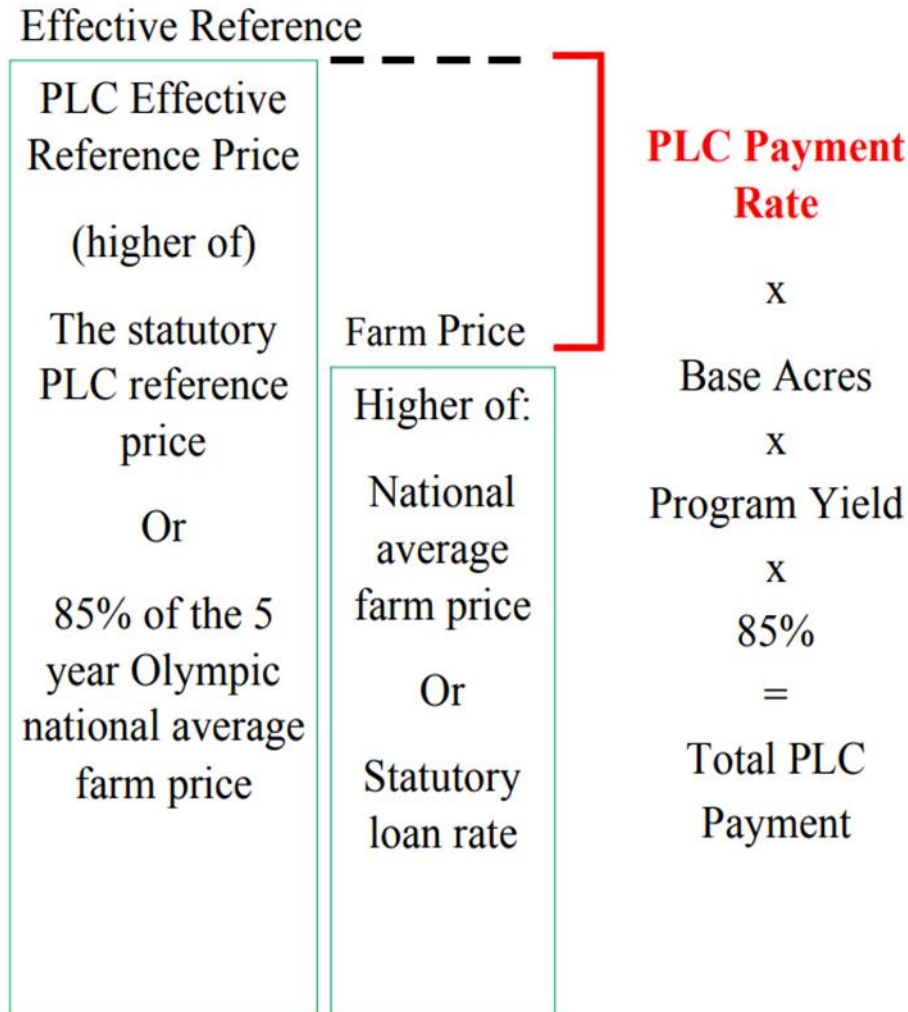 Effective Reference
PLC Effective
Reference Price
(higher of)
The statutory
PLC reference
price
Or
85% of the 5
year Olympic
national average
farm price
Farm Price
Higher of:
National
average
farm price
Or
Statutory
loan rate
PLC Payment
Rate
x
Base Acres
x
Program Yield
x
85%
=
Total PLC
Payment